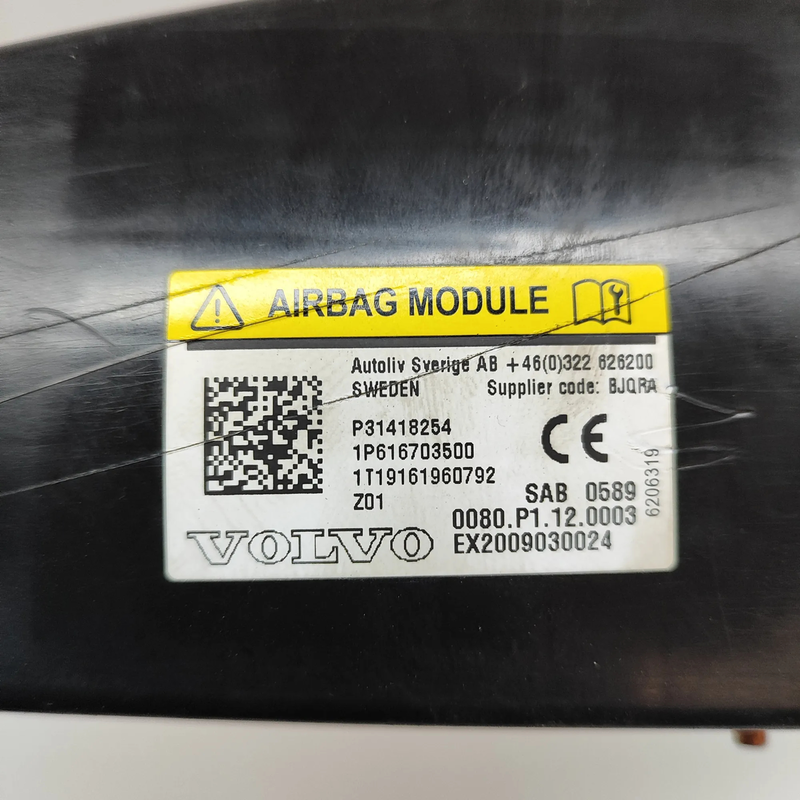 AIRBAG MODULE
Autoliv Sverige AB +46(0)322 626200
SWEDEN Supplier code: BJQRA
P31418254
1P616703500
1T19161960792
Z01
CE
SAB 0589
0080.P1.12.0003
EX2009030024
6206319
VOLVO